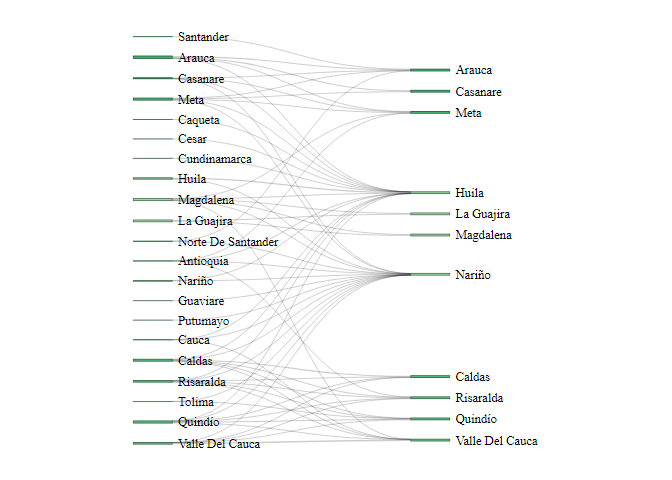 Santander
Arauca
Casanare
Meta
Caqueta
Cesar
Cundinamarca
Huila
Magdalena
La Guajira
Norte De Santander
Antioquia
Nariño
Guaviare
Putumayo
Cauca
Caldas
Risaralda
Tolima
Quindío
Valle Del Cauca
Arauca
Casanare
Meta
Huila
La Guajira
Magdalena
Nariño
Caldas
Risaralda
Quindío
Valle Del Cauca